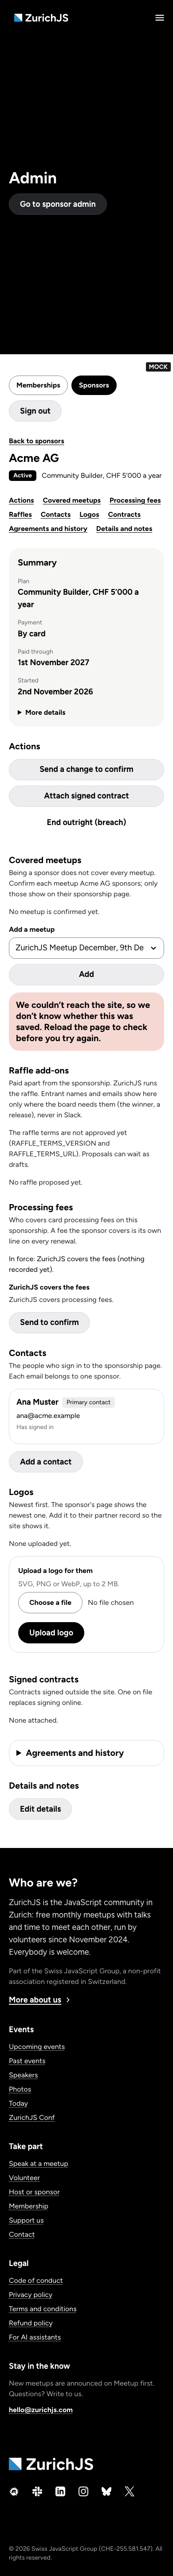 ZurichJS
Admin
Go to sponsor admin
MOCK
Memberships
Sponsors
Sign out
Back to sponsors
Acme AG
Active Community Builder, CHF 5'000 a year
Actions Covered meetups Processing fees
Raffles Contacts Logos Contracts
Agreements and history Details and notes
Summary
Plan
Community Builder, CHF 5'000 a
year
Payment
By card
Paid through
1st November 2027
Started
2nd November 2026
More details
Actions
Send a change to confirm
Attach signed contract
End outright (breach)
Covered meetups
Being a sponsor does not cover every meetup.
Confirm each meetup Acme AG sponsors; only
those show on their sponsorship page.
No meetup is confirmed yet.
Add a meetup
ZurichJS Meetup December, 9th De
Add
We couldn't reach the site, so we
don't know whether this was
saved. Reload the page to check
before you try again.
Raffle add-ons
Paid apart from the sponsorship. ZurichJS runs
the raffle. Entrant names and emails show here
only where the board needs them (the winner, a
release), never in Slack.
The raffle terms are not approved yet
(RAFFLE_TERMS_VERSION and
RAFFLE_TERMS_URL). Proposals can wait as
drafts.
No raffle proposed yet.
Processing fees
Who covers card processing fees on this
sponsorship. A fee the sponsor covers is its own
line on every renewal.
In force: ZurichJS covers the fees (nothing
recorded yet).
ZurichJS covers the fees
ZurichJS covers processing fees.
Send to confirm
Contacts
The people who sign in to the sponsorship page.
Each email belongs to one sponsor.
Ana Muster Primary contact
ana@acme.example
Has signed in
Add a contact
Logos
Newest first. The sponsor's page shows the
newest one. Add it to their partner record so the
site shows it.
None uploaded yet.
Upload a logo for them
SVG, PNG or WebP, up to 2 MB.
Choose a file No file chosen
Upload logo
Signed contracts
Contracts signed outside the site. One on file
replaces signing online.
None attached.
Agreements and history
Details and notes
Edit details
Who are we?
ZurichJS is the JavaScript community in
Zurich: free monthly meetups with talks
and time to meet each other, run by
volunteers since November 2024.
Everybody is welcome.
Part of the Swiss JavaScript Group, a non-profit
association registered in Switzerland.
More about us
Events
Upcoming events
Past events
Speakers
Photos
Today
ZurichJS Conf
Take part
Speak at a meetup
Volunteer
Host or sponsor
Membership
Support us
Contact
Legal
Code of conduct
Privacy policy
Terms and conditions
Refund policy
For AI assistants
Stay in the know
New meetups are announced on Meetup first.
Questions? Write to us.
hello@zurichjs.com
ZurichJS
© 2026 Swiss JavaScript Group (CHE-255.581.547). All
rights reserved.